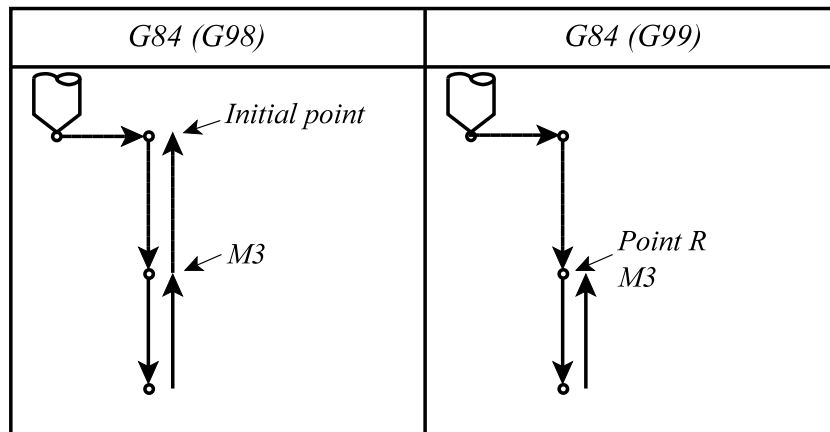 G84 (G98)
G84 (G99)
Initial point
M3
Point R
M3